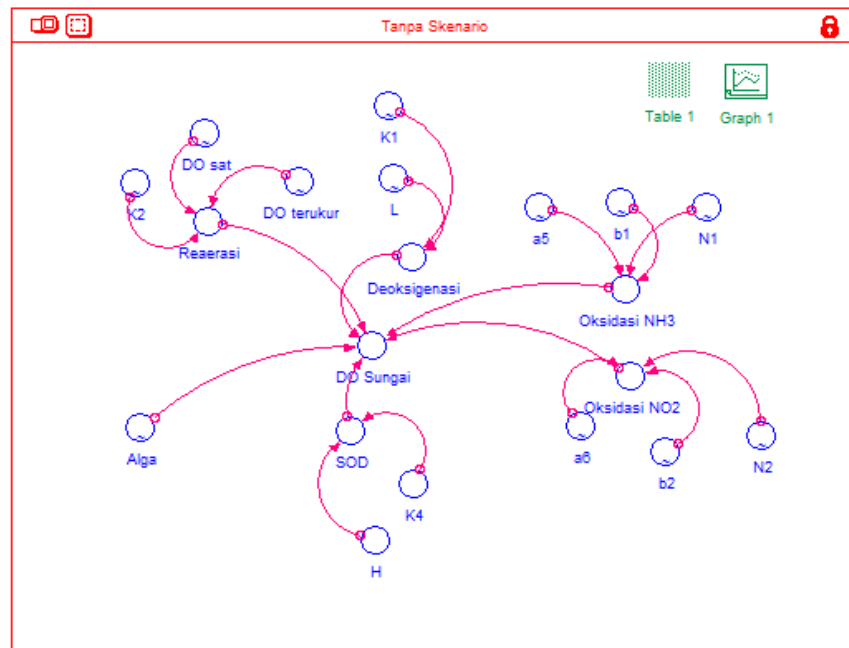 Tanpa Skenario
Table 1
Graph 1
K1
DO sat
K2
DO terukur
L
a5
b1
N1
Reaerasi
Deoksigenasi
Oksidasi NH3
DO Sungai
Oksidasi NO2
Alga
SOD
a6
b2
N2
K4
H